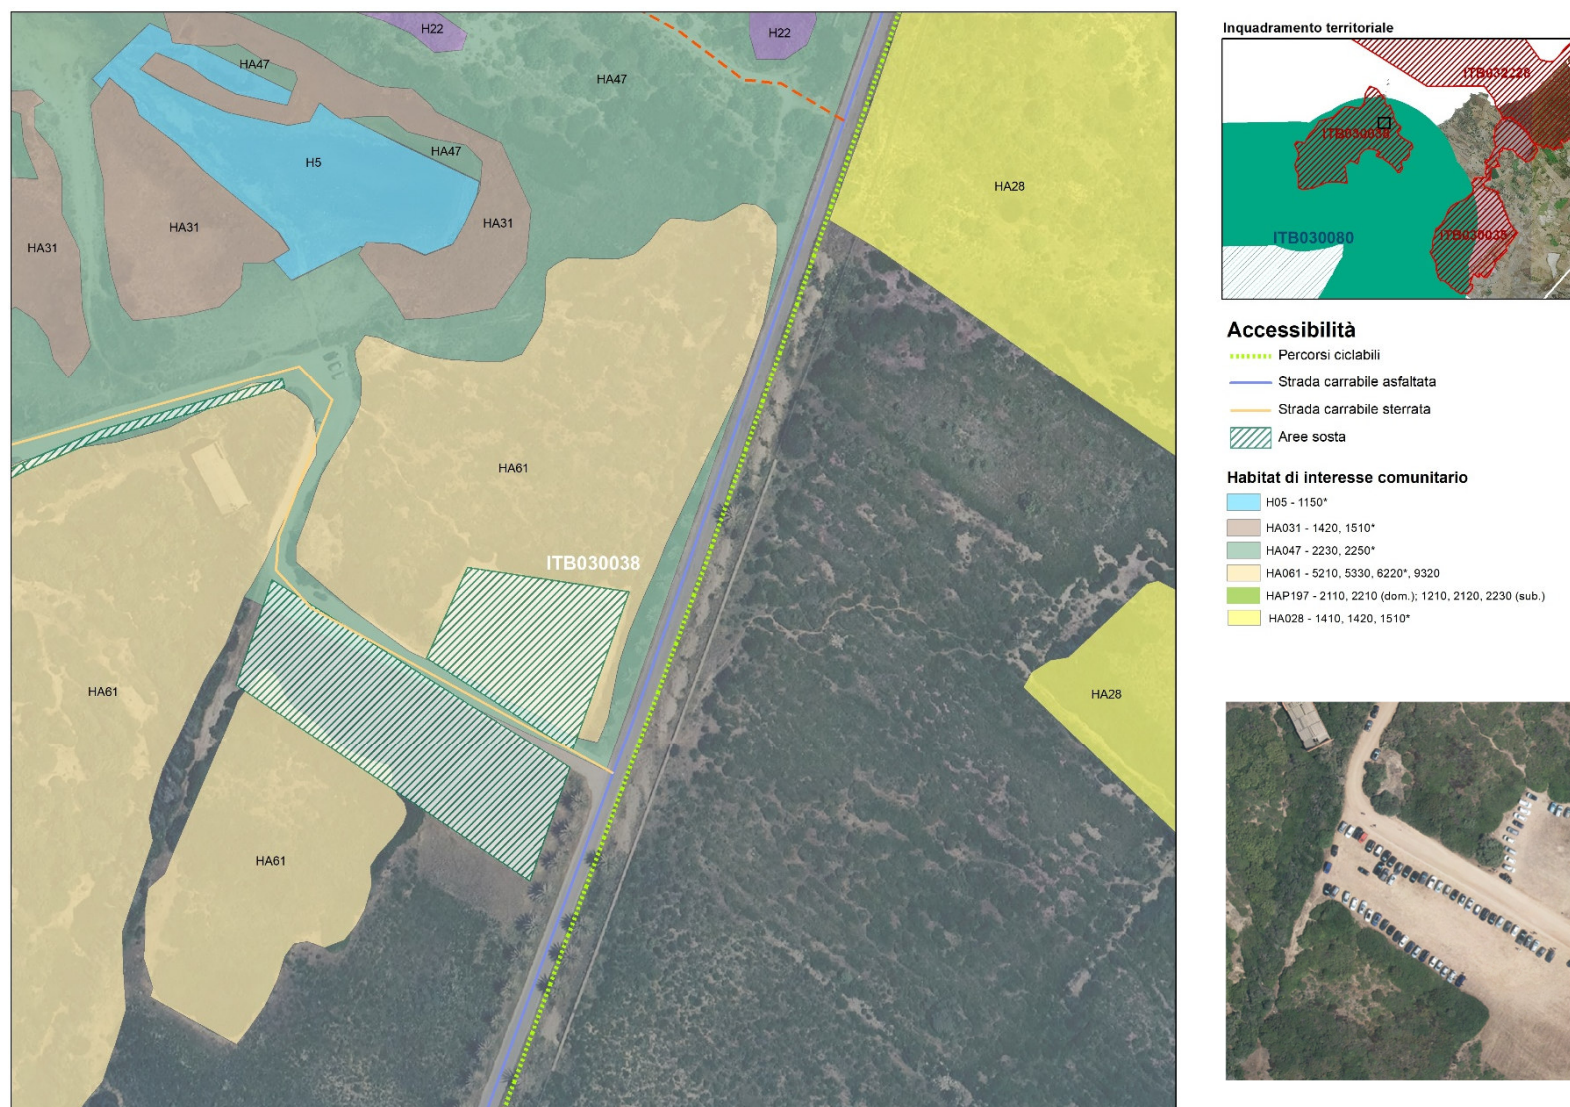 H22
H22
HA47
HA47
H5
HA47
HA28
HA31
HA31
HA31
HA61
ITB030038
HA61
HA28
HA61
Inquadramento territoriale
ITB032228
ITB030038
ITB030080
ITB030035
Accessibilità
Percorsi ciclabili
Strada carrabile asfaltata
Strada carrabile sterrata
Aree sosta
Habitat di interesse comunitario
H05 - 1150*
HA031 - 1420, 1510*
HA047 - 2230, 2250*
HA061 - 5210, 5330, 6220*, 9320
HAP197 - 2110, 2210 (dom.); 1210, 2120, 2230 (sub.)
HA028 - 1410, 1420, 1510*